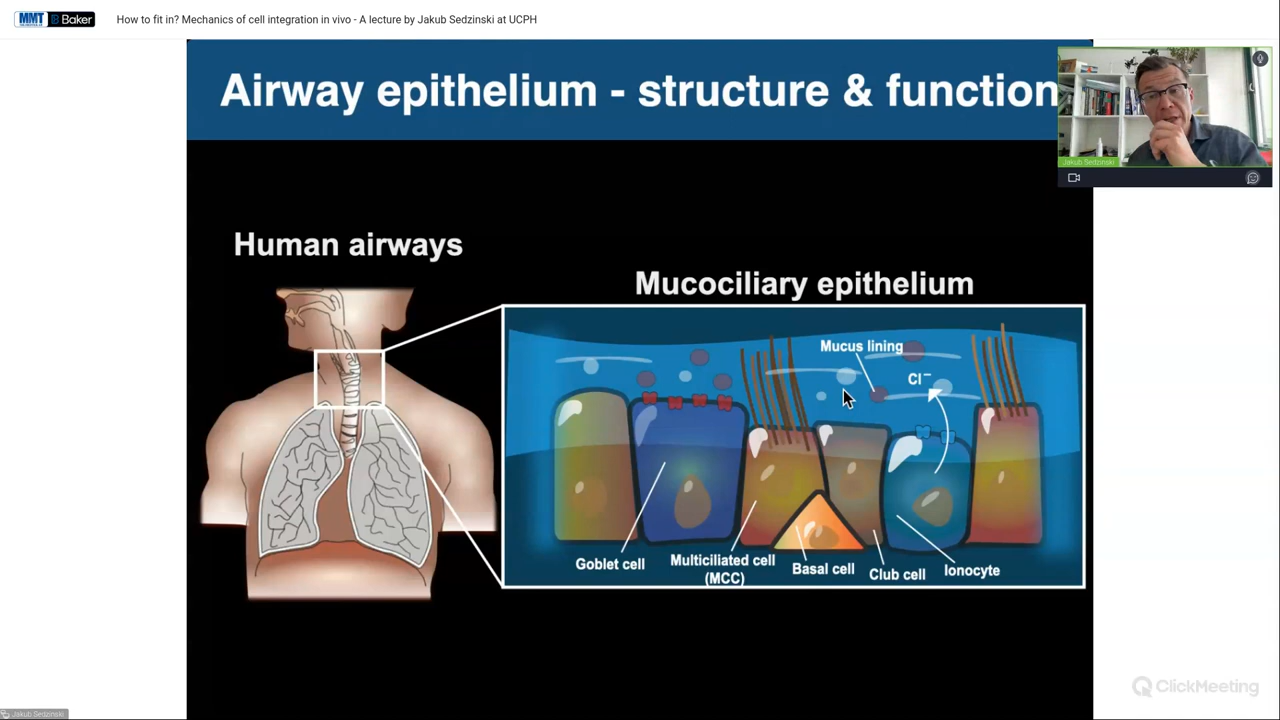 MMT Baker
How to fit in? Mechanics of cell integration in vivo - A lecture by Jakub Sedzinski at UCPH
Airway epithelium - structure & function
Jakub Sedzinski
Human airways
Mucociliary epithelium
Mucus lining
Cl⁻
Goblet cell
Multiciliated cell
(MCC)
Basal cell
Club cell
Ionocyte
ClickMeeting
Jakub Sedzinski